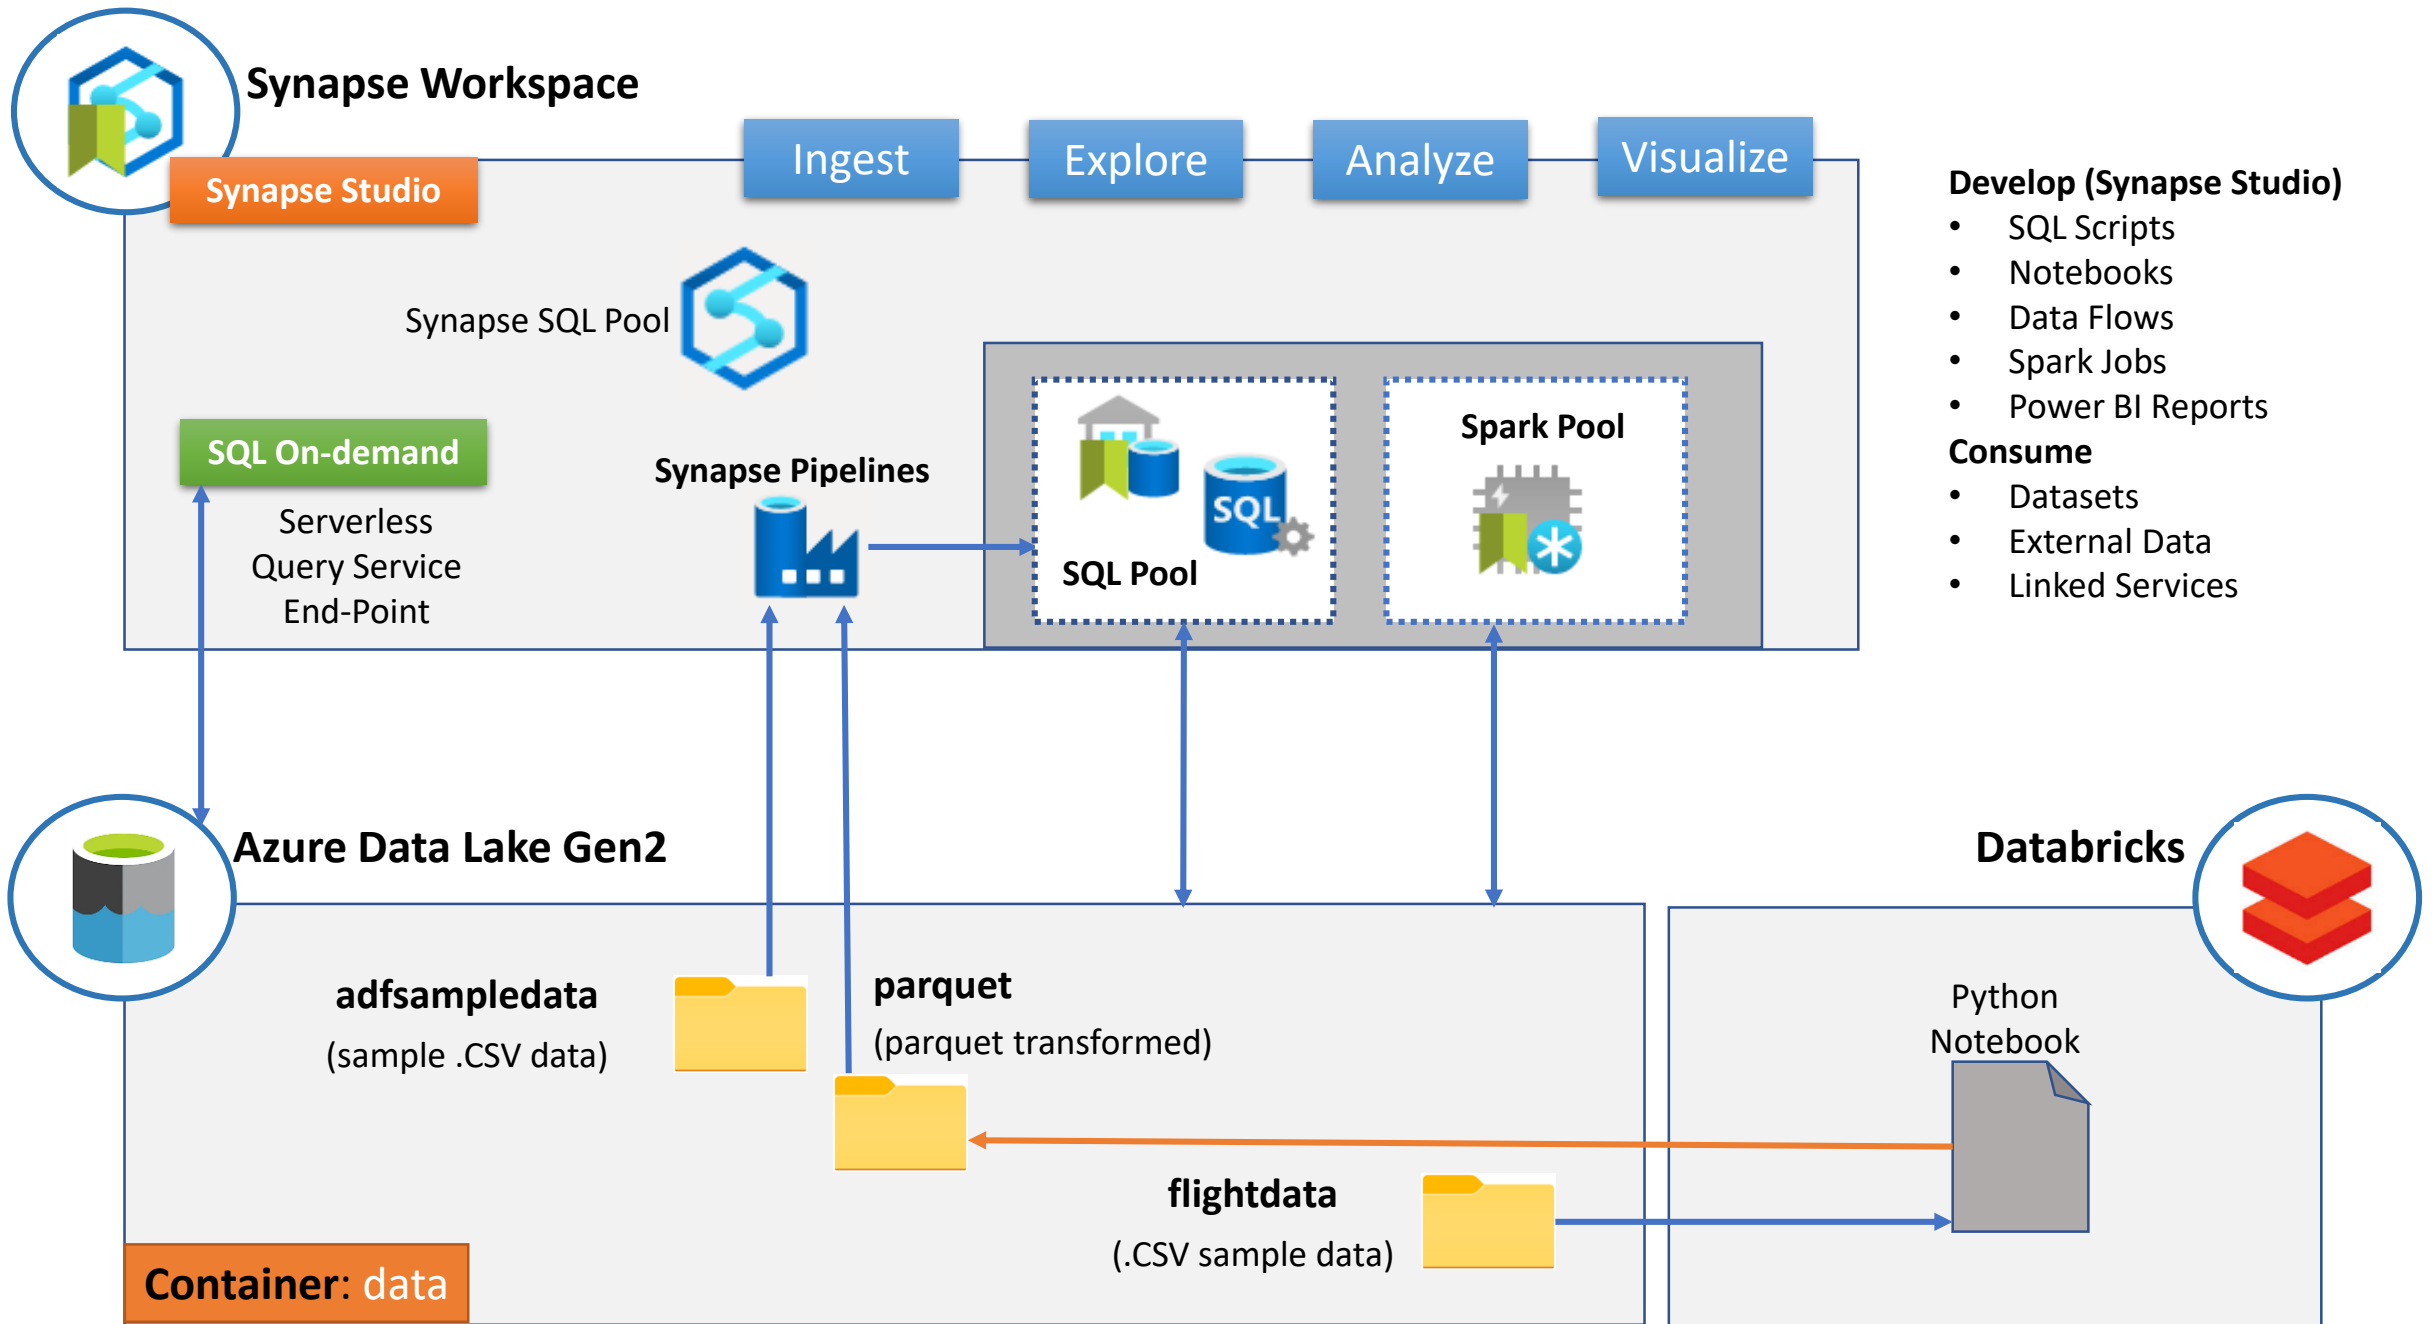 Synapse Workspace
Synapse Studio
Ingest
Explore
Analyze
Visualize
Synapse SQL Pool
SQL On-demand
Serverless
Query Service
End-Point
Synapse Pipelines
SQL
SQL Pool
Spark Pool
Develop (Synapse Studio)
• SQL Scripts
• Notebooks
• Data Flows
• Spark Jobs
• Power BI Reports
Consume
• Datasets
• External Data
• Linked Services
Azure Data Lake Gen2
adfsampledata
(sample .CSV data)
parquet
(parquet transformed)
flightdata
(.CSV sample data)
Container: data
Databricks
Python
Notebook